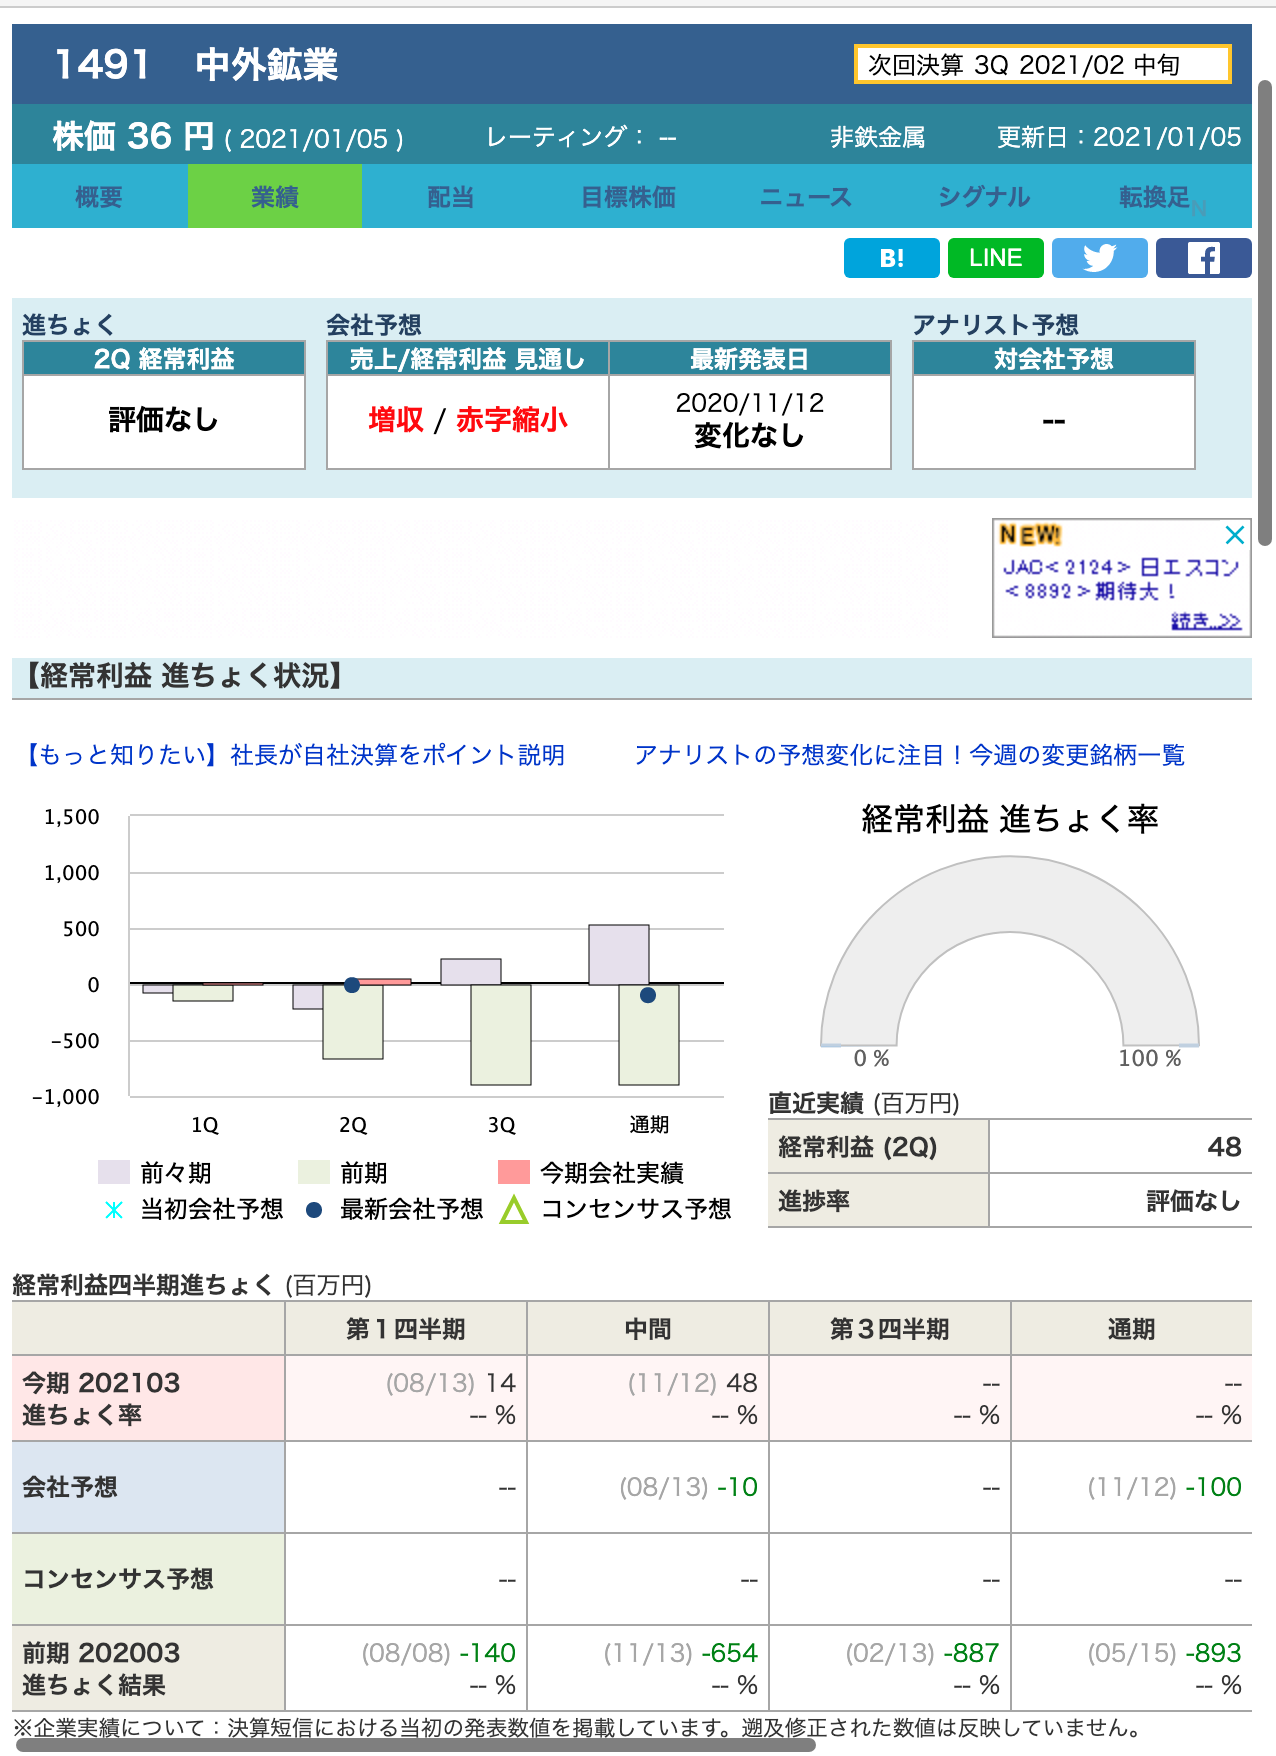 1491 中外鉱業
次回決算 3Q 2021/02 中旬
株価 36 円 ( 2021/01/05 ) レーティング： -- 非鉄金属 更新日：2021/01/05
概要 業績 配当 目標株価 ニュース シグナル 転換足 N
B! LINE
進ちょく 会社予想 アナリスト予想
2Q 経常利益 売上/経常利益 見通し 最新発表日 対会社予想
評価なし 増収 / 赤字縮小 2020/11/12 --
変化なし
NEW!
JAC<2124> 日エスコン
<8892>期待大！
続き..>>
【経常利益 進ちょく状況】
【もっと知りたい】社長が自社決算をポイント説明 アナリストの予想変化に注目！今週の変更銘柄一覧
経常利益 進ちょく率
1,500
1,000
500
0
-500
-1,000
1Q 2Q 3Q 通期
0 % 100 %
前々期 前期 今期会社実績
当初会社予想 最新会社予想 コンセンサス予想
直近実績 (百万円)
経常利益 (2Q) 48
進捗率 評価なし
経常利益四半期進ちょく (百万円)
第１四半期 中間 第３四半期 通期
今期 202103 (08/13) 14 (11/12) 48 -- --
進ちょく率 -- % -- % -- % -- %
会社予想 -- (08/13) -10 -- (11/12) -100
コンセンサス予想 -- -- -- --
前期 202003 (08/08) -140 (11/13) -654 (02/13) -887 (05/15) -893
進ちょく結果 -- % -- % -- % -- %
※企業実績について：決算短信における当初の発表数値を掲載しています。遡及修正された数値は反映していません。